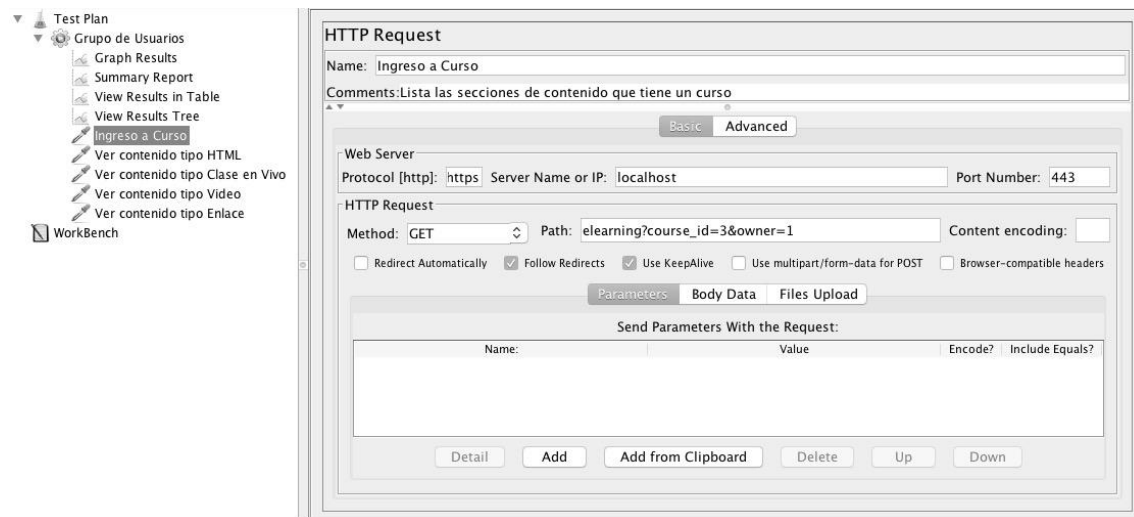 Test Plan
Grupo de Usuarios
Graph Results
Summary Report
View Results in Table
View Results Tree
Ingreso a Curso
Ver contenido tipo HTML
Ver contenido tipo Clase en Vivo
Ver contenido tipo Video
Ver contenido tipo Enlace
WorkBench
HTTP Request
Name: Ingreso a Curso
Comments:Lista las secciones de contenido que tiene un curso
Basic Advanced
Web Server
Protocol [http]: https Server Name or IP: localhost Port Number: 443
HTTP Request
Method: GET Path: elearning?course_id=3&owner=1 Content encoding:
Redirect Automatically Follow Redirects Use KeepAlive Use multipart/form-data for POST Browser-compatible headers
Parameters Body Data Files Upload
Send Parameters With the Request:
Name: Value Encode? Include Equals?
Detail Add Add from Clipboard Delete Up Down